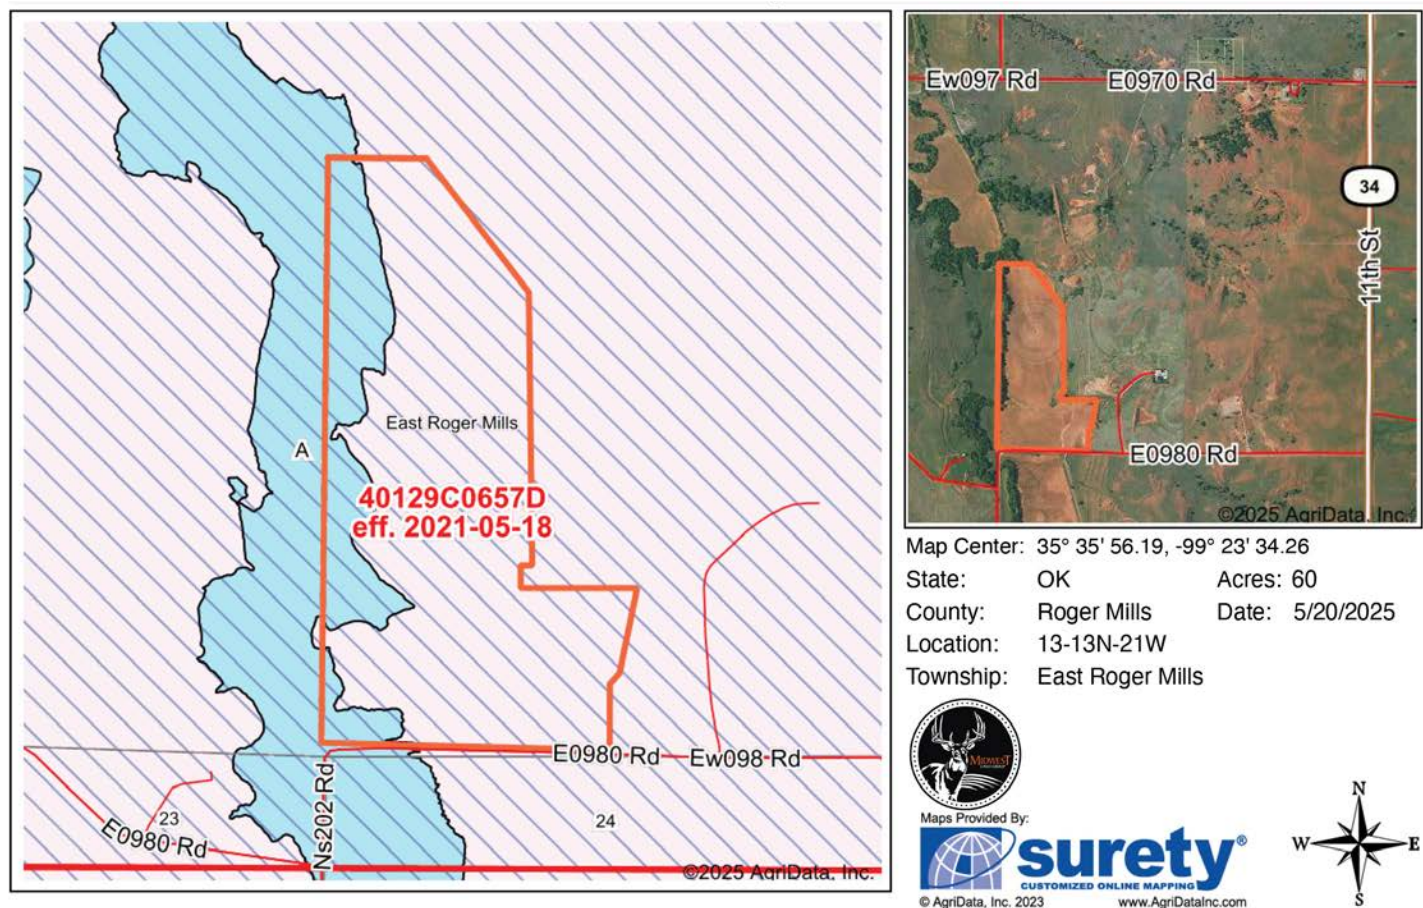 East Roger Mills
A
40129C0657D
eff. 2021-05-18
E0980 Rd
Ew098 Rd
Ns202 Rd
23
E0980 Rd
24
©2025 AgriData, Inc.
Ew097 Rd
E0970 Rd
34
11th St
E0980 Rd
©2025 AgriData, Inc.
Map Center: 35° 35' 56.19, -99° 23' 34.26
State: OK Acres: 60
County: Roger Mills Date: 5/20/2025
Location: 13-13N-21W
Township: East Roger Mills
MIDWEST
Maps Provided By:
surety®
CUSTOMIZED ONLINE MAPPING
© AgriData, Inc. 2023 www.AgriDataInc.com
N
W E
S